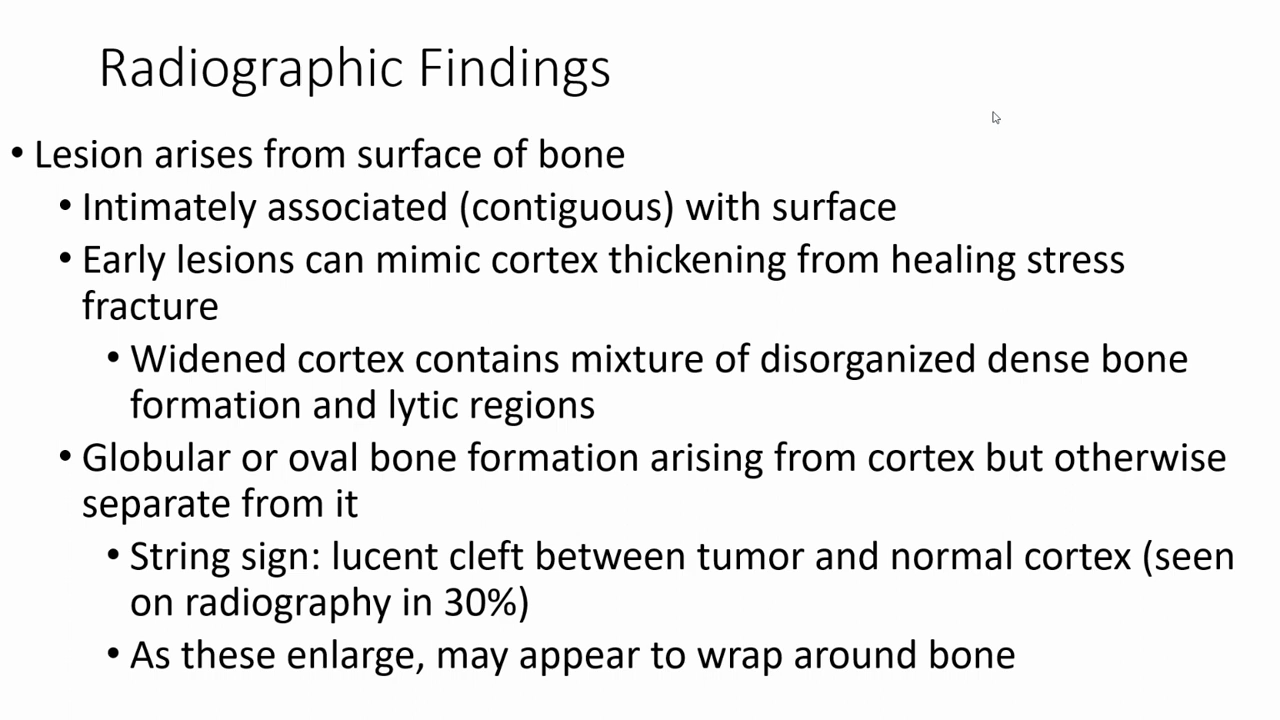 Radiographic Findings
• Lesion arises from surface of bone
• Intimately associated (contiguous) with surface
• Early lesions can mimic cortex thickening from healing stress
fracture
• Widened cortex contains mixture of disorganized dense bone
formation and lytic regions
• Globular or oval bone formation arising from cortex but otherwise
separate from it
• String sign: lucent cleft between tumor and normal cortex (seen
on radiography in 30%)
• As these enlarge, may appear to wrap around bone